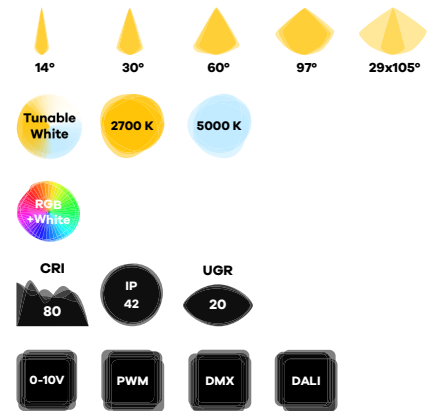 14° 30° 60° 97° 29x105°
Tunable
White
2700 K 5000 K
RGB
+White
CRI
80
IP
42
UGR
20
0-10V PWM DMX DALI